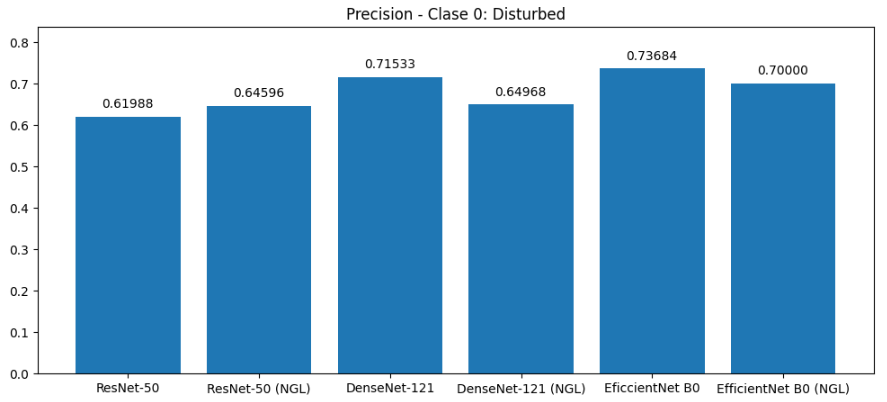 Precision - Clase 0: Disturbed
0.8
0.7
0.6
0.5
0.4
0.3
0.2
0.1
0.0
0.61988
0.64596
0.71533
0.64968
0.73684
0.70000
ResNet-50
ResNet-50 (NGL)
DenseNet-121
DenseNet-121 (NGL)
EficcientNet B0
EfficientNet B0 (NGL)